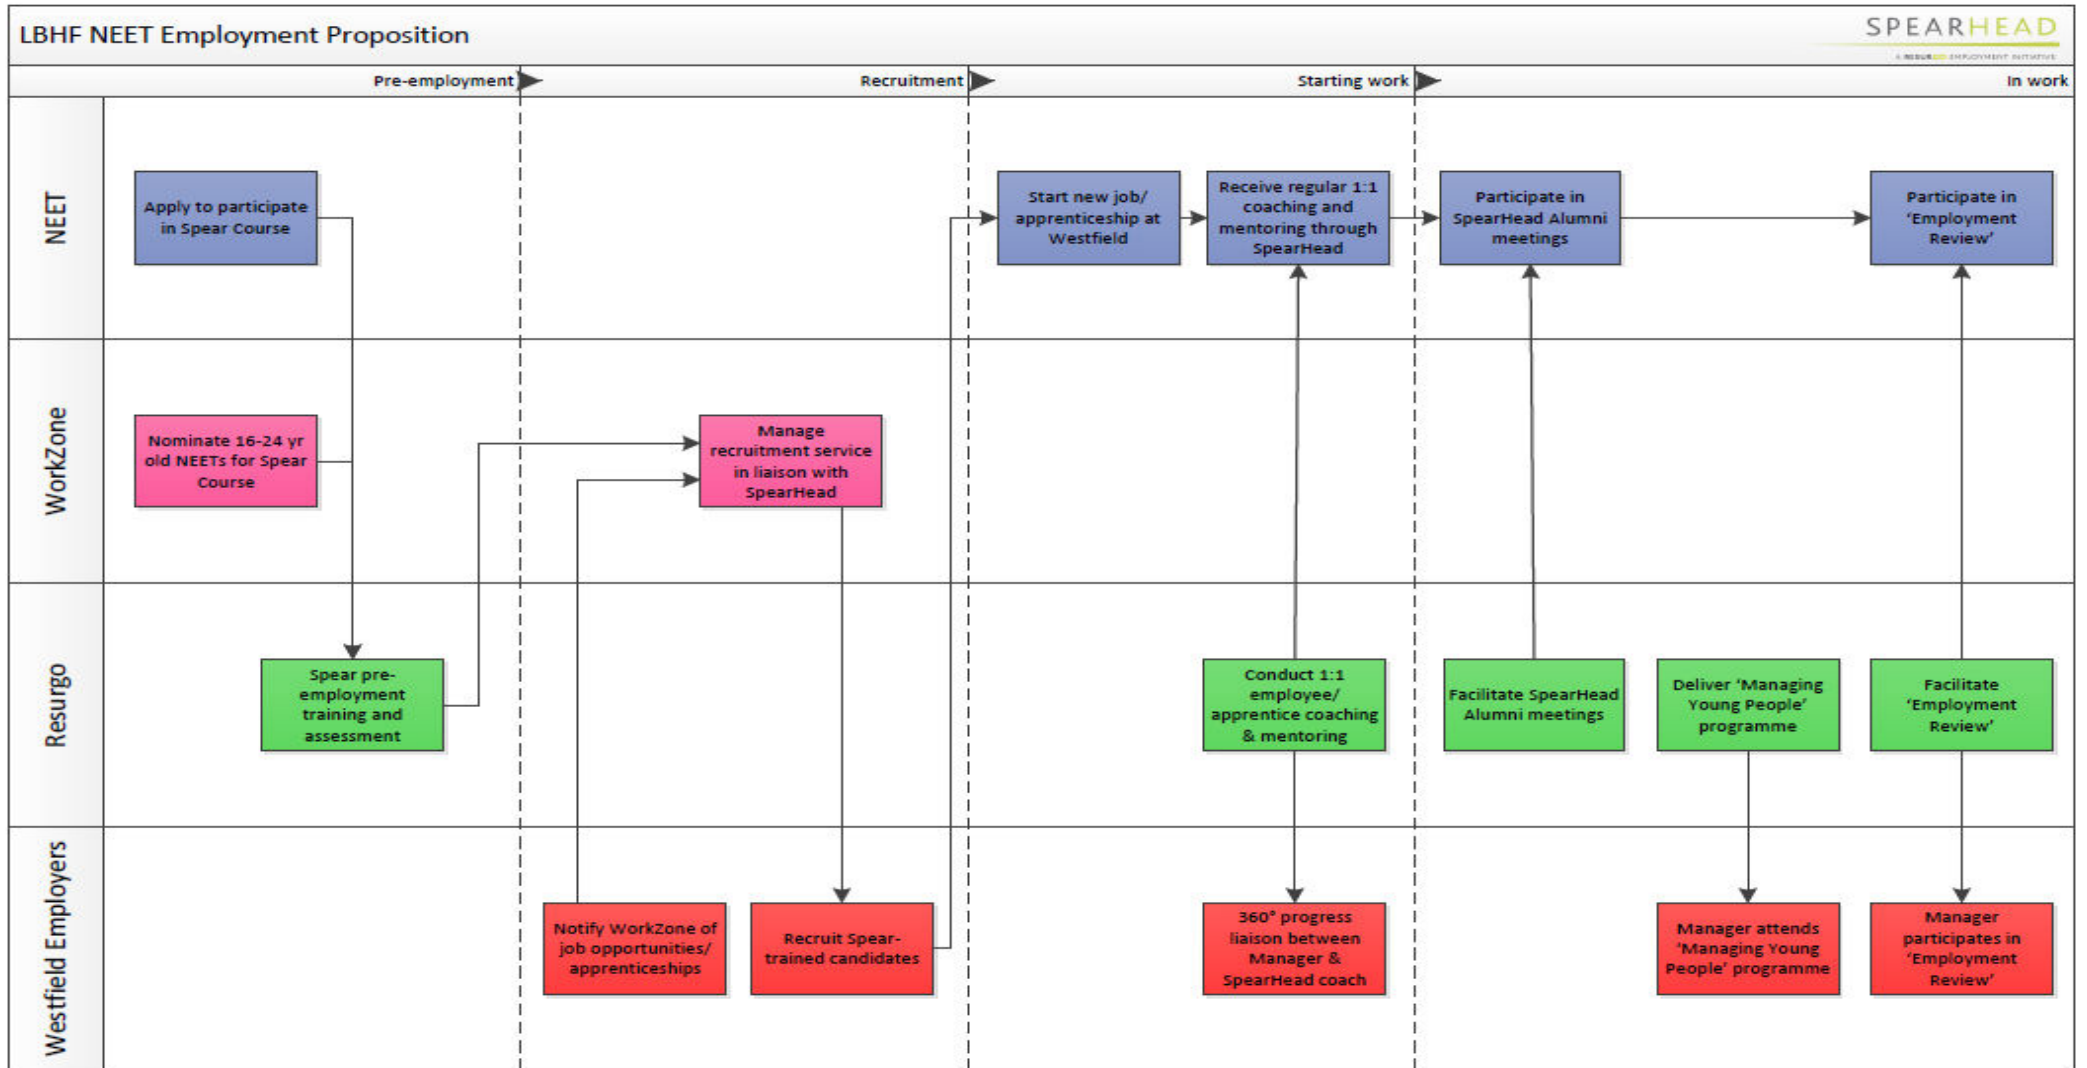 LBHF NEET Employment Proposition
SPEARHEAD
A RESURGO EMPLOYMENT INITIATIVE
Pre-employment
Recruitment
Starting work
In work
NEET
Apply to participate
in Spear Course
Start new job/
apprenticeship at
Westfield
Receive regular 1:1
coaching and
mentoring through
SpearHead
Participate in
SpearHead Alumni
meetings
Participate in
‘Employment
Review’
WorkZone
Nominate 16-24 yr
old NEETs for Spear
Course
Manage
recruitment service
in liaison with
SpearHead
Resurgo
Spear pre-
employment
training and
assessment
Conduct 1:1
employee/
apprentice coaching
& mentoring
Facilitate SpearHead
Alumni meetings
Deliver ‘Managing
Young People’
programme
Facilitate
‘Employment
Review’
Westfield Employers
Notify WorkZone of
job opportunities/
apprenticeships
Recruit Spear-
trained candidates
360° progress
liaison between
Manager &
SpearHead coach
Manager attends
‘Managing Young
People’ programme
Manager
participates in
‘Employment
Review’